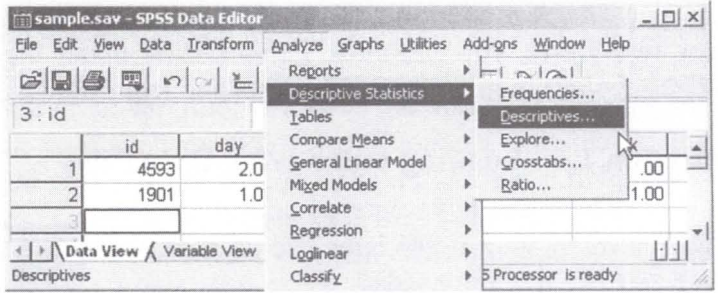 sample.sav - SPSS Data Editor
File Edit View Data Transform Analyze Graphs Utilities Add-ons Window Help
Reports
Descriptive Statistics
Tables
Compare Means
General Linear Model
Mixed Models
Correlate
Regression
Loglinear
Classify
Frequencies...
Descriptives...
Explore...
Crosstabs...
Ratio...
3 : id
id day
1 4593 2.0 .00
2 1901 1.0 1.00
3
Data View Variable View
Descriptives
Processor is ready